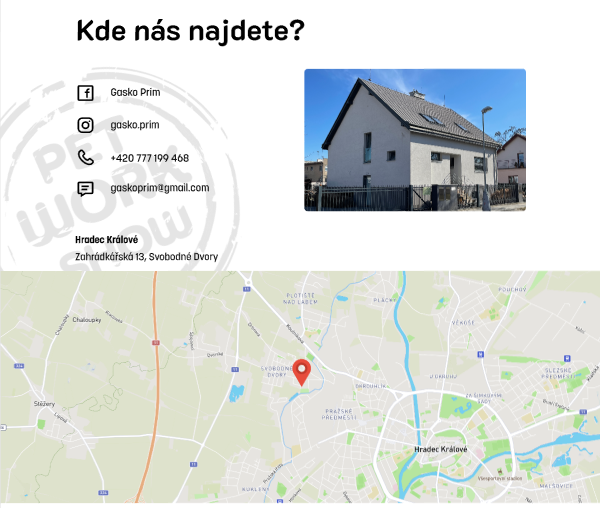 Kde nás najdete?
Gasko Prim
gasko.prim
+420 777 199 468
gaskoprim@gmail.com
PET
WORK
SHOW
Hradec Králové
Zahrádkářská 13, Svobodné Dvory
PLOTIŠTĚ
NAD LABEM
PLÁCKY
POUCHOV
VĚKOŠE
Chaloupky
SVOBODNÉ
DVORY
Stěžery
PRAŽSKÉ
PŘEDMĚSTÍ
SLEZSKÉ
PŘEDMĚSTÍ
Hradec Králové
Všesportovní stadion
MALŠOVICE
KUKLENY